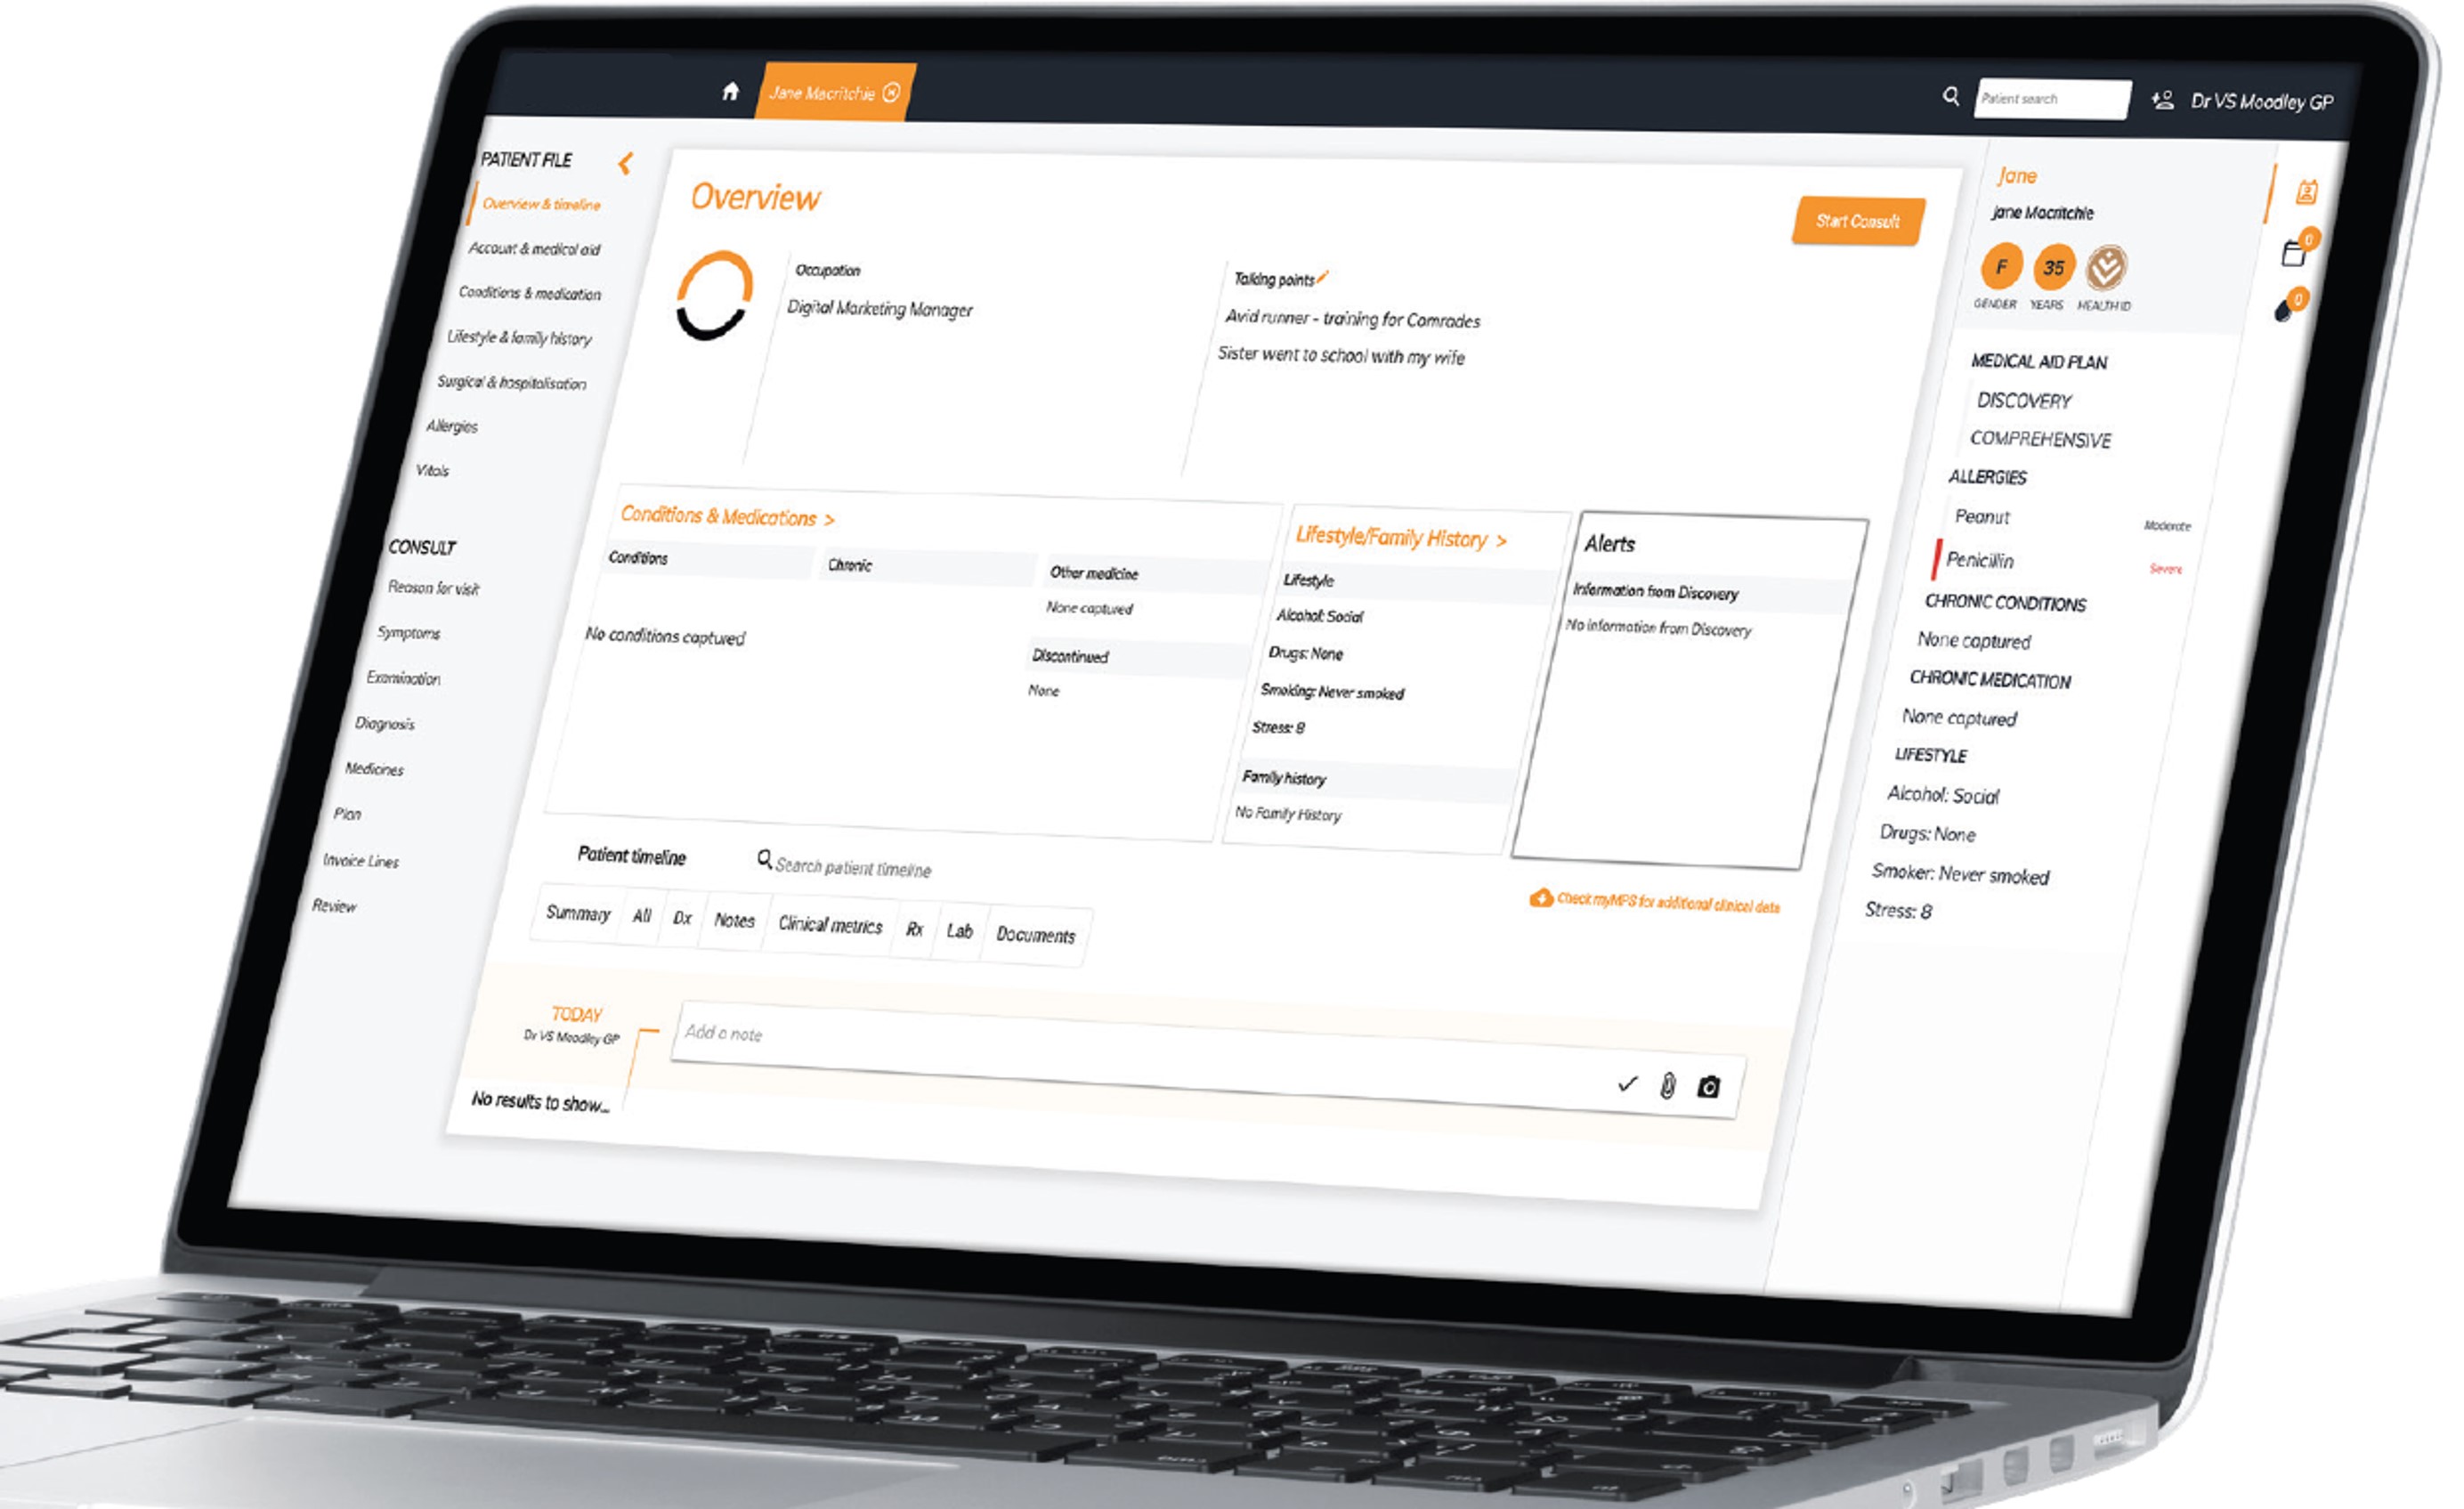 Jane Macritchie
Patient search
Dr VS Moodley GP
PATIENT FILE
Overview & timeline
Account & medical aid
Conditions & medication
Lifestyle & family history
Surgical & hospitalisation
Allergies
Vitals
CONSULT
Reason for visit
Symptoms
Examination
Diagnosis
Medicines
Plan
Invoice Lines
Review
Overview
Start Consult
Occupation
Digital Marketing Manager
Talking points
Avid runner - training for Comrades
Sister went to school with my wife
Conditions & Medications >
Conditions
Chronic
Other medicine
None captured
No conditions captured
Discontinued
None
Lifestyle/Family History >
Lifestyle
Alcohol: Social
Drugs: None
Smoking: Never smoked
Stress: 8
Family history
No Family History
Alerts
Information from Discovery
No information from Discovery
Patient timeline
Search patient timeline
Check myMPS for additional clinical data
Summary
All
Dx
Notes
Clinical metrics
Rx
Lab
Documents
TODAY
Dr VS Moodley GP
Add a note
No results to show...
Jane
Jane Macritchie
F
35
GENDER
YEARS
HEALTH ID
0
0
MEDICAL AID PLAN
DISCOVERY
COMPREHENSIVE
ALLERGIES
Peanut
Moderate
Penicillin
Severe
CHRONIC CONDITIONS
None captured
CHRONIC MEDICATION
None captured
LIFESTYLE
Alcohol: Social
Drugs: None
Smoker: Never smoked
Stress: 8